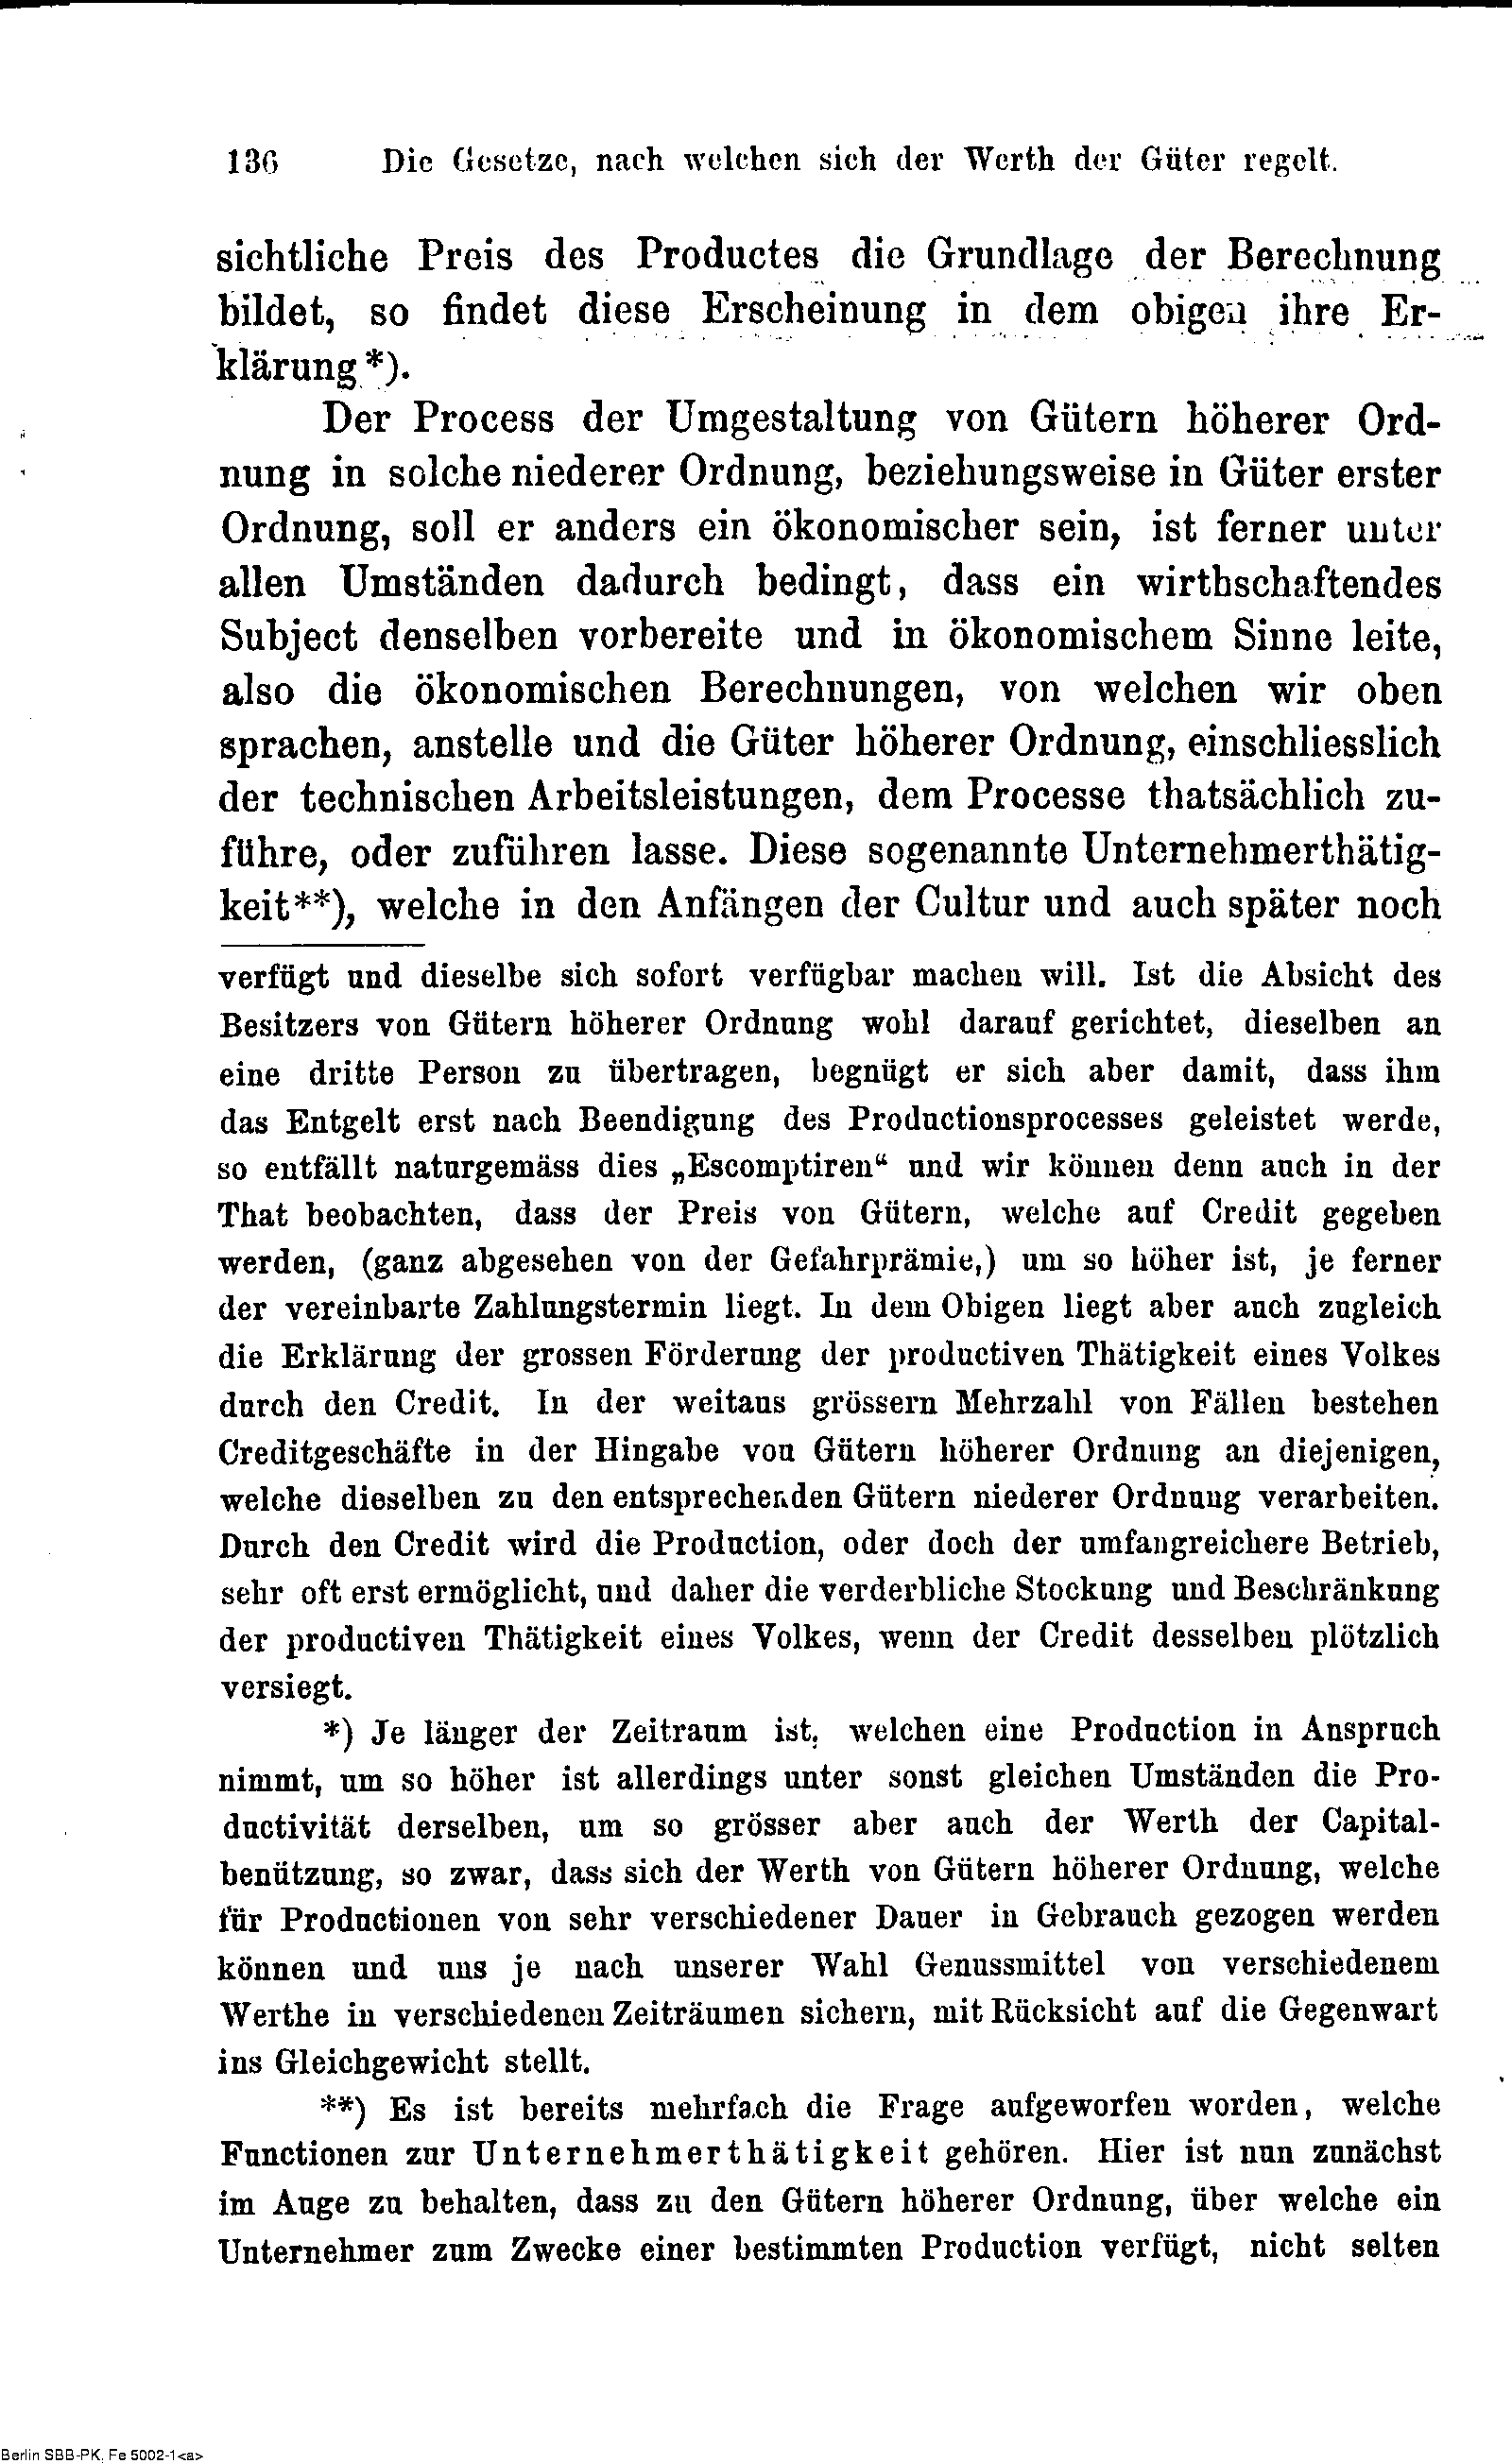 136 Die Gesetze, nach welchen sich der Werth der Güter regelt.
sichtliche Preis des Productes die Grundlage der Berechnung
bildet, so findet diese Erscheinung in dem obigen ihre Er-
klärung*).
Der Process der Umgestaltung von Gütern höherer Ord-
nung in solche niederer Ordnung, beziehungsweise in Güter erster
Ordnung, soll er anders ein ökonomischer sein, ist ferner unter
allen Umständen dadurch bedingt, dass ein wirthschaftendes
Subject denselben vorbereite und in ökonomischem Sinne leite,
also die ökonomischen Berechnungen, von welchen wir oben
sprachen, anstelle und die Güter höherer Ordnung, einschliesslich
der technischen Arbeitsleistungen, dem Processe thatsächlich zu-
führe, oder zuführen lasse. Diese sogenannte Unternehmerthätig-
keit**), welche in den Anfängen der Cultur und auch später noch
verfügt und dieselbe sich sofort verfügbar machen will. Ist die Absicht des
Besitzers von Gütern höherer Ordnung wohl darauf gerichtet, dieselben an
eine dritte Person zu übertragen, begnügt er sich aber damit, dass ihm
das Entgelt erst nach Beendigung des Productionsprocesses geleistet werde,
so entfällt naturgemäss dies „Escomptiren“ und wir können denn auch in der
That beobachten, dass der Preis von Gütern, welche auf Credit gegeben
werden, (ganz abgesehen von der Gefahrprämie,) um so höher ist, je ferner
der vereinbarte Zahlungstermin liegt. In dem Obigen liegt aber auch zugleich
die Erklärung der grossen Förderung der productiven Thätigkeit eines Volkes
durch den Credit. In der weitaus grössern Mehrzahl von Fällen bestehen
Creditgeschäfte in der Hingabe von Gütern höherer Ordnung an diejenigen,
welche dieselben zu den entsprechenden Gütern niederer Ordnung verarbeiten.
Durch den Credit wird die Production, oder doch der umfangreichere Betrieb,
sehr oft erst ermöglicht, und daher die verderbliche Stockung und Beschränkung
der productiven Thätigkeit eines Volkes, wenn der Credit desselben plötzlich
versiegt.
*) Je länger der Zeitraum ist, welchen eine Production in Anspruch
nimmt, um so höher ist allerdings unter sonst gleichen Umständen die Pro-
ductivität derselben, um so grösser aber auch der Werth der Capital-
benützung, so zwar, dass sich der Werth von Gütern höherer Ordnung, welche
für Productionen von sehr verschiedener Dauer in Gebrauch gezogen werden
können und uns je nach unserer Wahl Genussmittel von verschiedenem
Werthe in verschiedenen Zeiträumen sichern, mit Rücksicht auf die Gegenwart
ins Gleichgewicht stellt.
**) Es ist bereits mehrfach die Frage aufgeworfen worden, welche
Functionen zur Unternehmerthätigkeit gehören. Hier ist nun zunächst
im Auge zu behalten, dass zu den Gütern höherer Ordnung, über welche ein
Unternehmer zum Zwecke einer bestimmten Production verfügt, nicht selten
Berlin SBB-PK, Fe 5002-1<a>